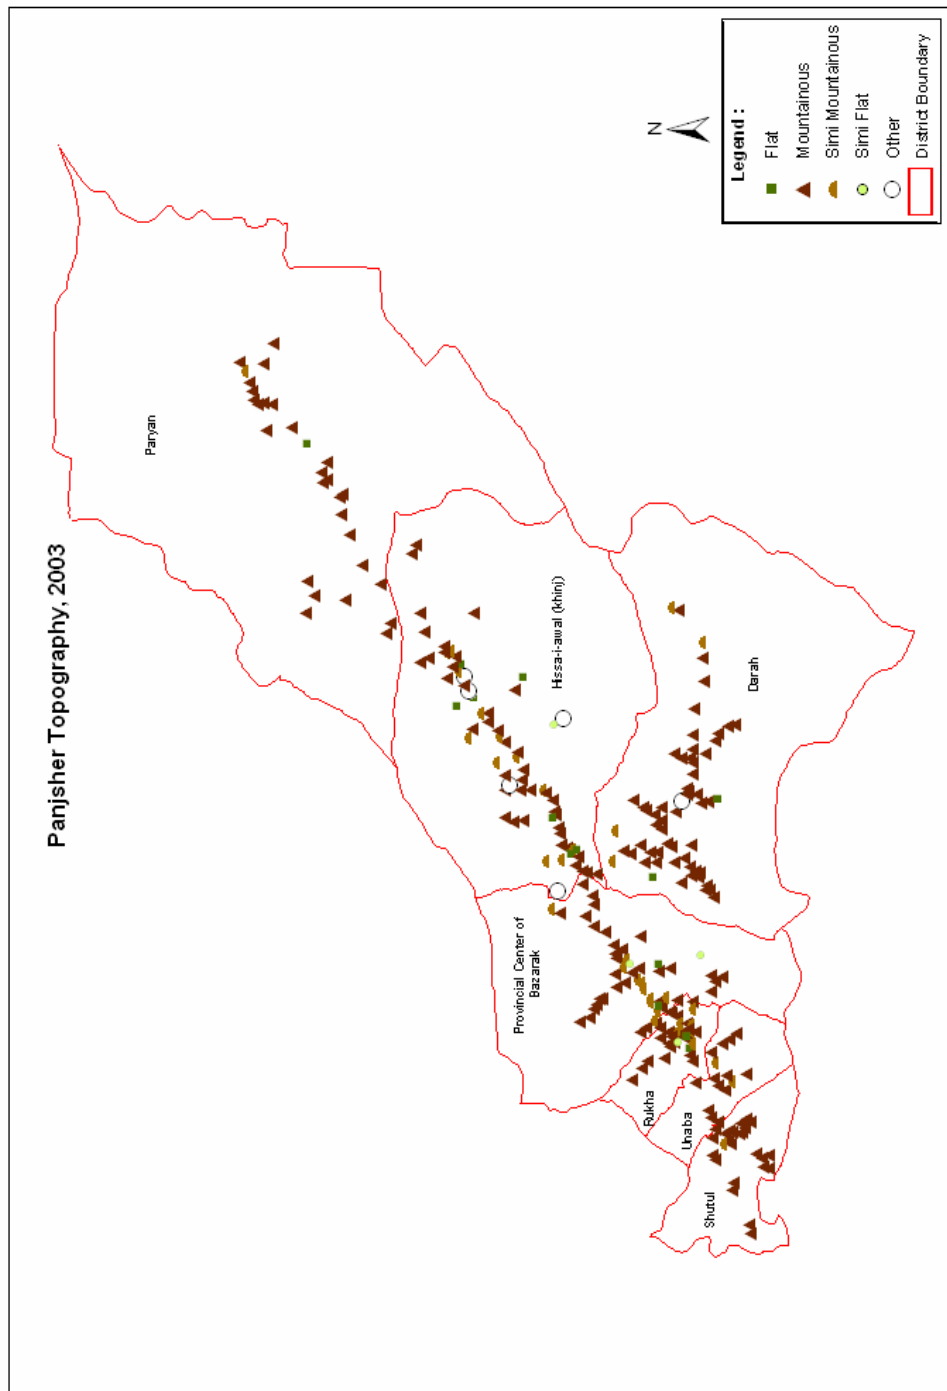 Panjsher Topography, 2003
Paryan
Hissa-i-awal (khinj)
Darah
Provincial Center of
Bazarak
Rukha
Unaba
Shutul
N
Legend :
Flat
Mountainous
Simi Mountainous
Simi Flat
Other
District Boundary